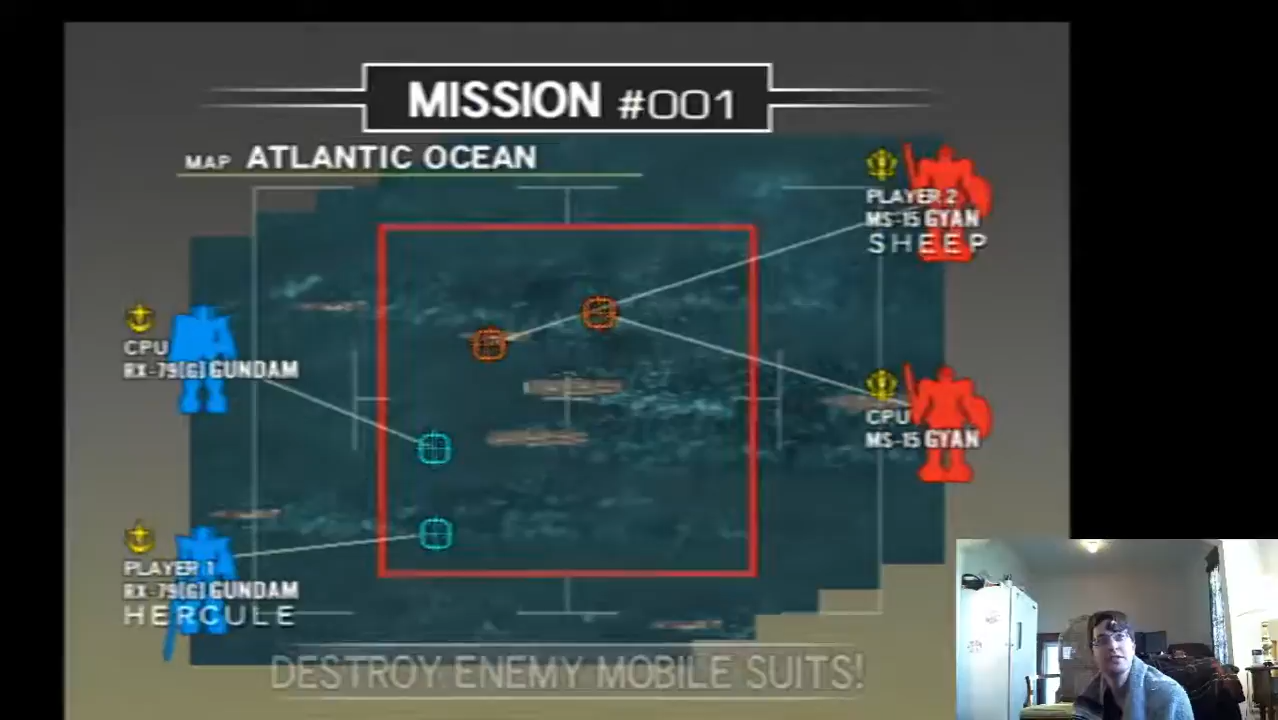 MISSION #001
MAP ATLANTIC OCEAN
PLAYER 2
MS-15 GYAN
SHEEP
CPU
RX-79[G] GUNDAM
CPU
MS-15 GYAN
PLAYER 1
RX-79[G] GUNDAM
HERCULE
DESTROY ENEMY MOBILE SUITS!